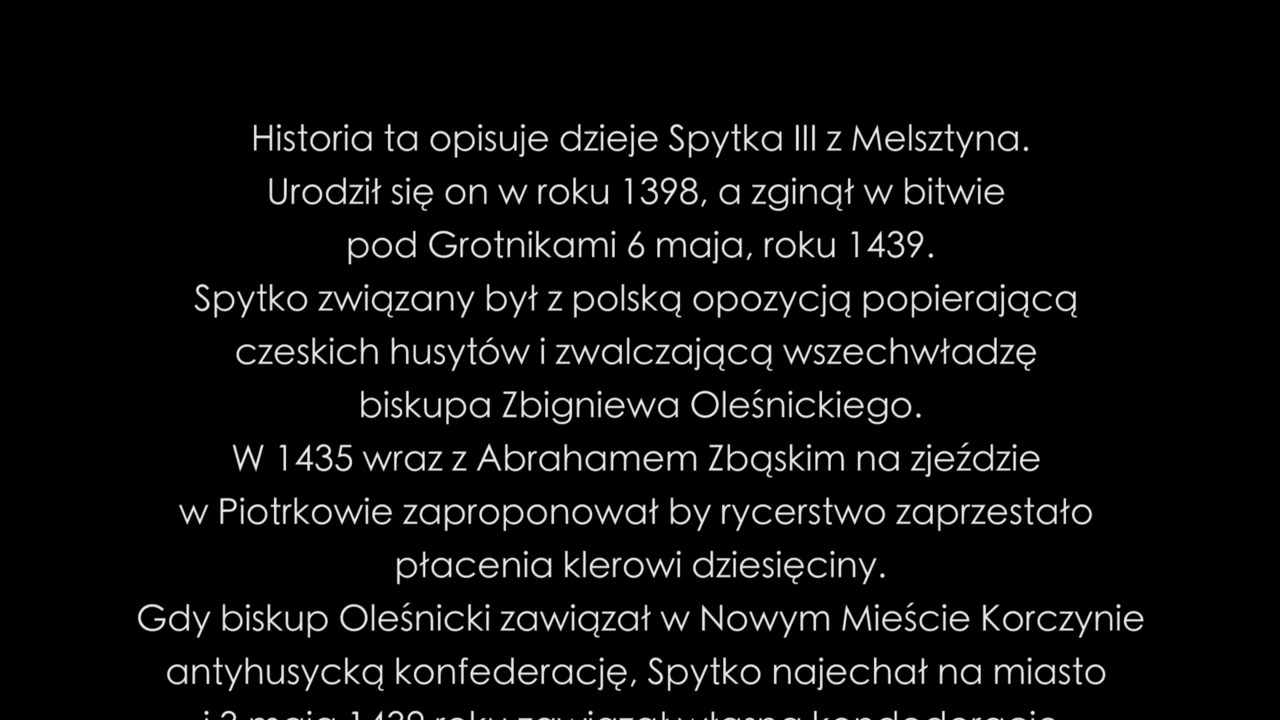 Historia ta opisuje dzieje Spytka III z Melsztyna.
Urodził się on w roku 1398, a zginął w bitwie
pod Grotnikami 6 maja, roku 1439.
Spytko związany był z polską opozycją popierającą
czeskich husytów i zwalczającą wszechwładzę
biskupa Zbigniewa Oleśnickiego.
W 1435 wraz z Abrahamem Zbąskim na zjeździe
w Piotrkowie zaproponował by rycerstwo zaprzestało
płacenia klerowi dziesięciny.
Gdy biskup Oleśnicki zawiązał w Nowym Mieście Korczynie
antyhusycką konfederację, Spytko najechał na miasto